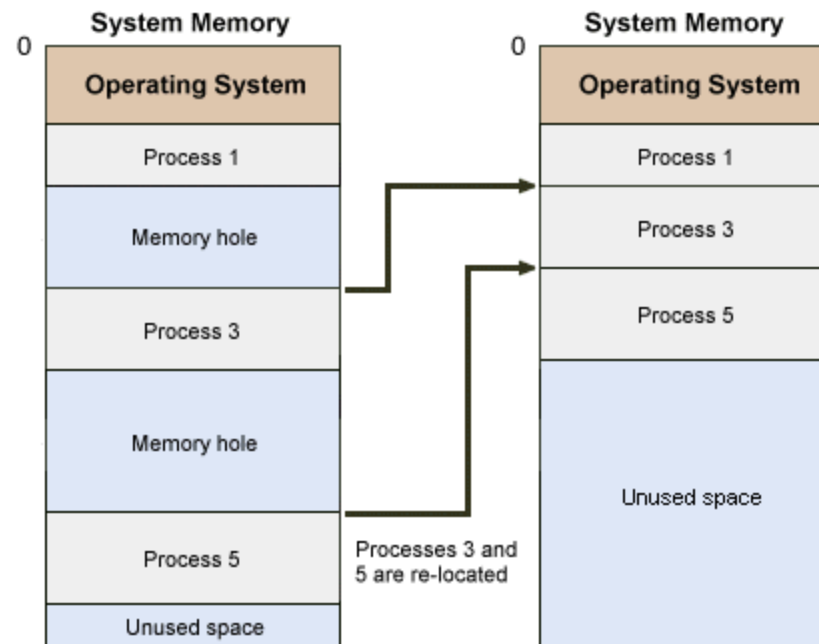 System Memory
0
Operating System
Process 1
Memory hole
Process 3
Memory hole
Process 5
Unused space
Processes 3 and
5 are re-located
System Memory
0
Operating System
Process 1
Process 3
Process 5
Unused space